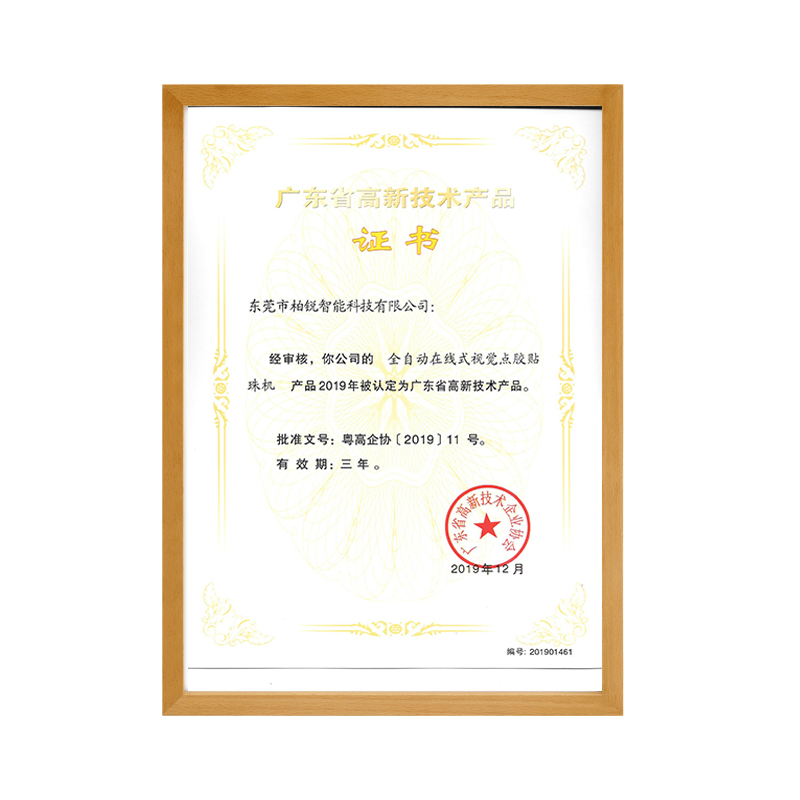 广东省高新技术产品
证书
东莞市柏锐智能科技有限公司：
经审核，你公司的 全自动在线式视觉点胶贴
珠机 产品2019年被认定为广东省高新技术产品。
批准文号：粤高企协〔2019〕11 号。
有 效 期：三 年 。
广东省高新技术企业协会
2019年12 月
编号: 201901461